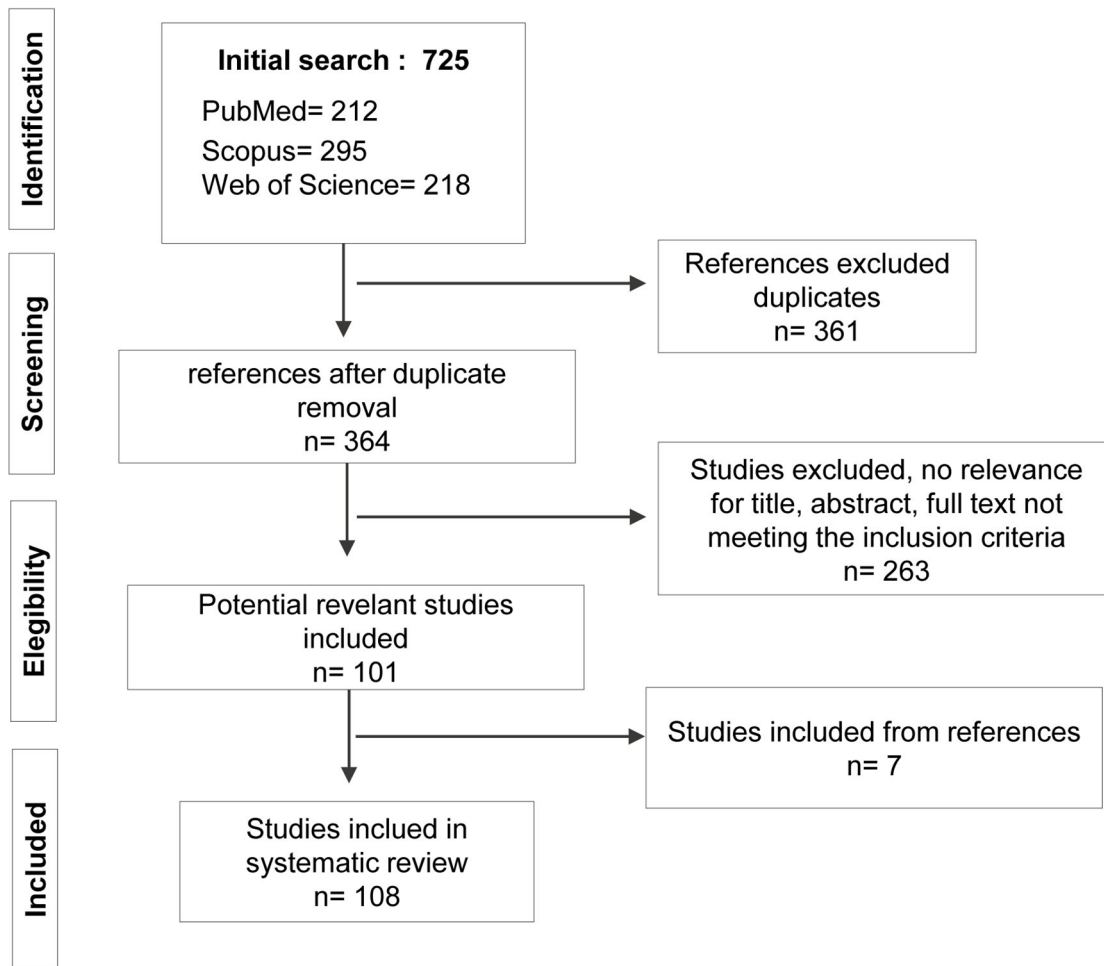 Identification
Initial search :  725
PubMed= 212
Scopus= 295
Web of Science= 218
References excluded
duplicates
n= 361
Screening
references after duplicate
removal
n= 364
Studies excluded, no relevance
for title, abstract, full text not
meeting the inclusion criteria
n= 263
Elegibility
Potential revelant studies
included
n= 101
Studies included from references
n= 7
Included
Studies inclued in
systematic review
n= 108